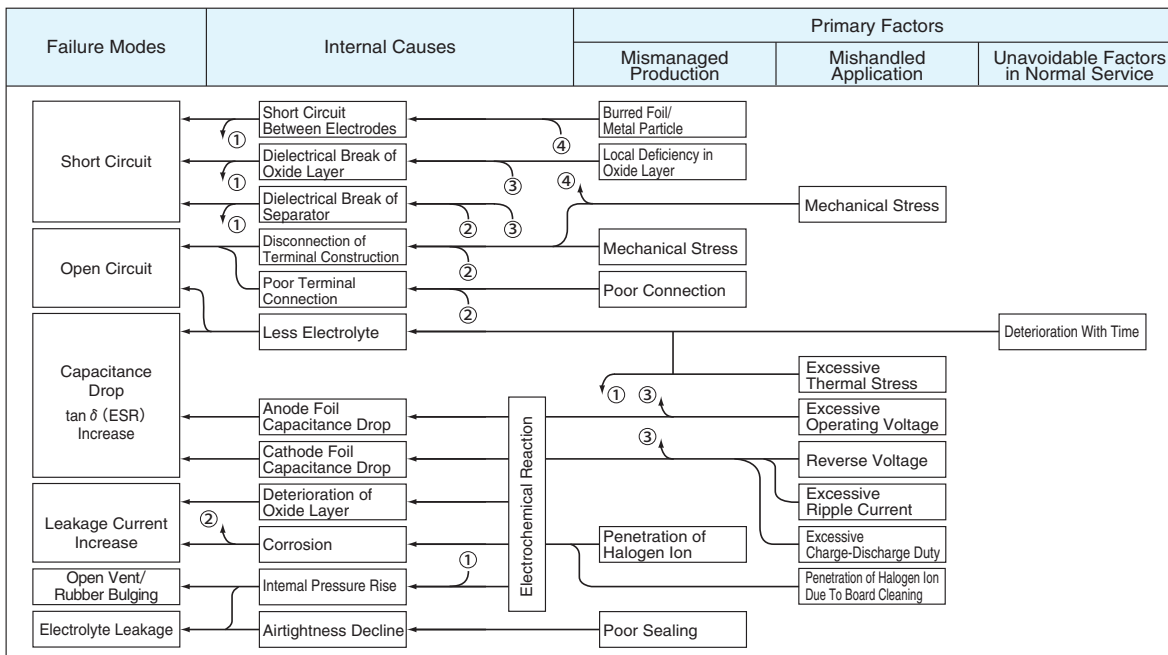 Failure Modes
Internal Causes
Primary Factors
Mismanaged
Production
Mishandled
Application
Unavoidable Factors
in Normal Service
Short Circuit
Short Circuit
Between Electrodes
①
④
Burred Foil/
Metal Particle
Dielectrical Break of
Oxide Layer
①
③
Local Deficiency in
Oxide Layer
④
Dielectrical Break of
Separator
①
②
③
Mechanical Stress
Open Circuit
Disconnection of
Terminal Construction
②
Mechanical Stress
Poor Terminal
Connection
②
Poor Connection
Less Electrolyte
Deterioration With Time
Capacitance
Drop
tan δ (ESR)
Increase
①
③
Excessive
Thermal Stress
Anode Foil
Capacitance Drop
Excessive
Operating Voltage
③
Cathode Foil
Capacitance Drop
Electrochemical Reaction
Reverse Voltage
Leakage Current
Increase
Deterioration of
Oxide Layer
Excessive
Ripple Current
②
Corrosion
Penetration of
Halogen Ion
Excessive
Charge-Discharge Duty
Open Vent/
Rubber Bulging
Internal Pressure Rise
①
Penetration of Halogen Ion
Due To Board Cleaning
Electrolyte Leakage
Airtightness Decline
Poor Sealing